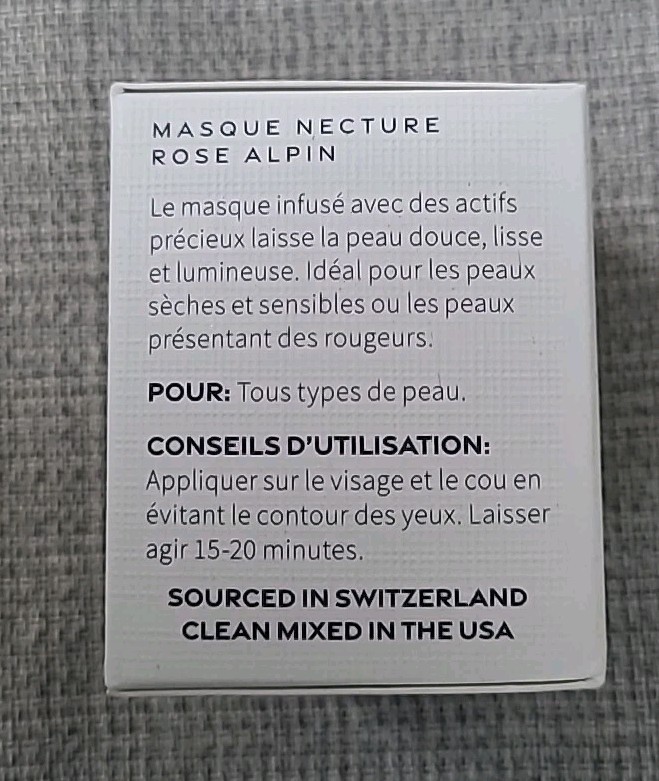 MASQUE NECTURE
ROSE ALPIN
Le masque infusé avec des actifs
précieux laisse la peau douce, lisse
et lumineuse. Idéal pour les peaux
sèches et sensibles ou les peaux
présentant des rougeurs.
POUR: Tous types de peau.
CONSEILS D'UTILISATION:
Appliquer sur le visage et le cou en
évitant le contour des yeux. Laisser
agir 15-20 minutes.
SOURCED IN SWITZERLAND
CLEAN MIXED IN THE USA